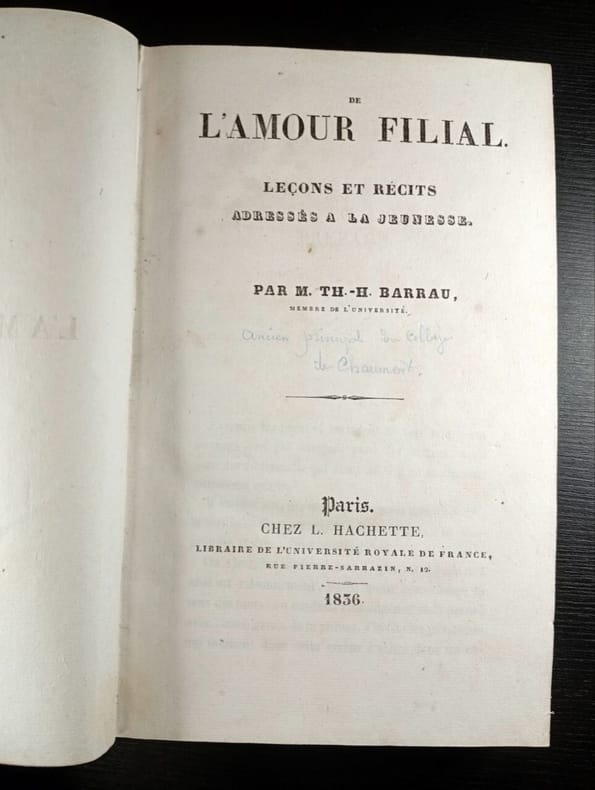 DE
L'AMOUR FILIAL.
LEÇONS ET RÉCITS
ADRESSÉS A LA JEUNESSE.
PAR M. TH.-H. BARRAU,
MEMBRE DE L'UNIVERSITÉ.
ancien principal du collège
de Chaumont.
Paris.
CHEZ L. HACHETTE,
LIBRAIRE DE L'UNIVERSITÉ ROYALE DE FRANCE,
RUE PIERRE-SARRAZIN, N. 12.
1836.